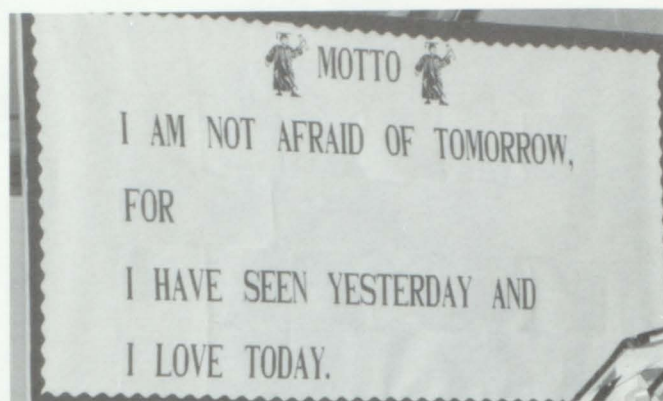 MOTTO
I AM NOT AFRAID OF TOMORROW,
FOR
I HAVE SEEN YESTERDAY AND
I LOVE TODAY.